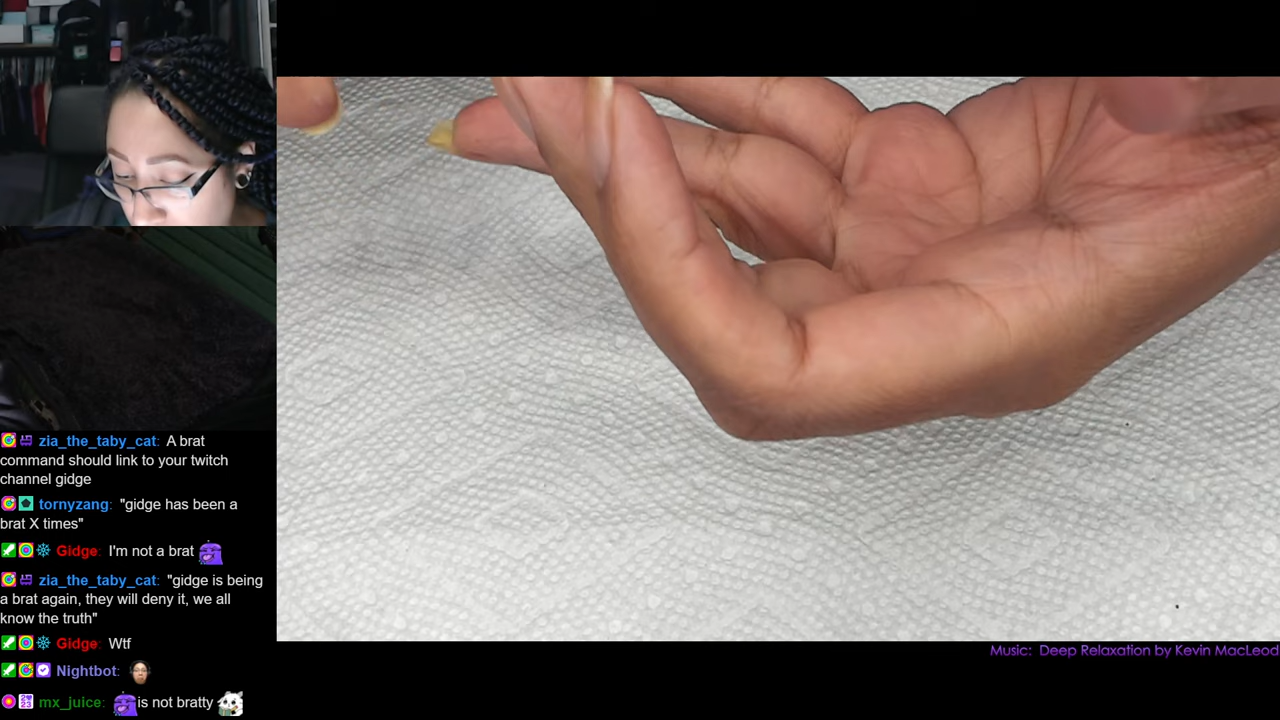 zia_the_taby_cat: A brat
command should link to your twitch
channel gidge
tornyzang: "gidge has been a
brat X times"
Gidge: I'm not a brat
zia_the_taby_cat: "gidge is being
a brat again, they will deny it, we all
know the truth"
Gidge: Wtf
Nightbot:
mx_juice: is not bratty
Music: Deep Relaxation by Kevin MacLeod